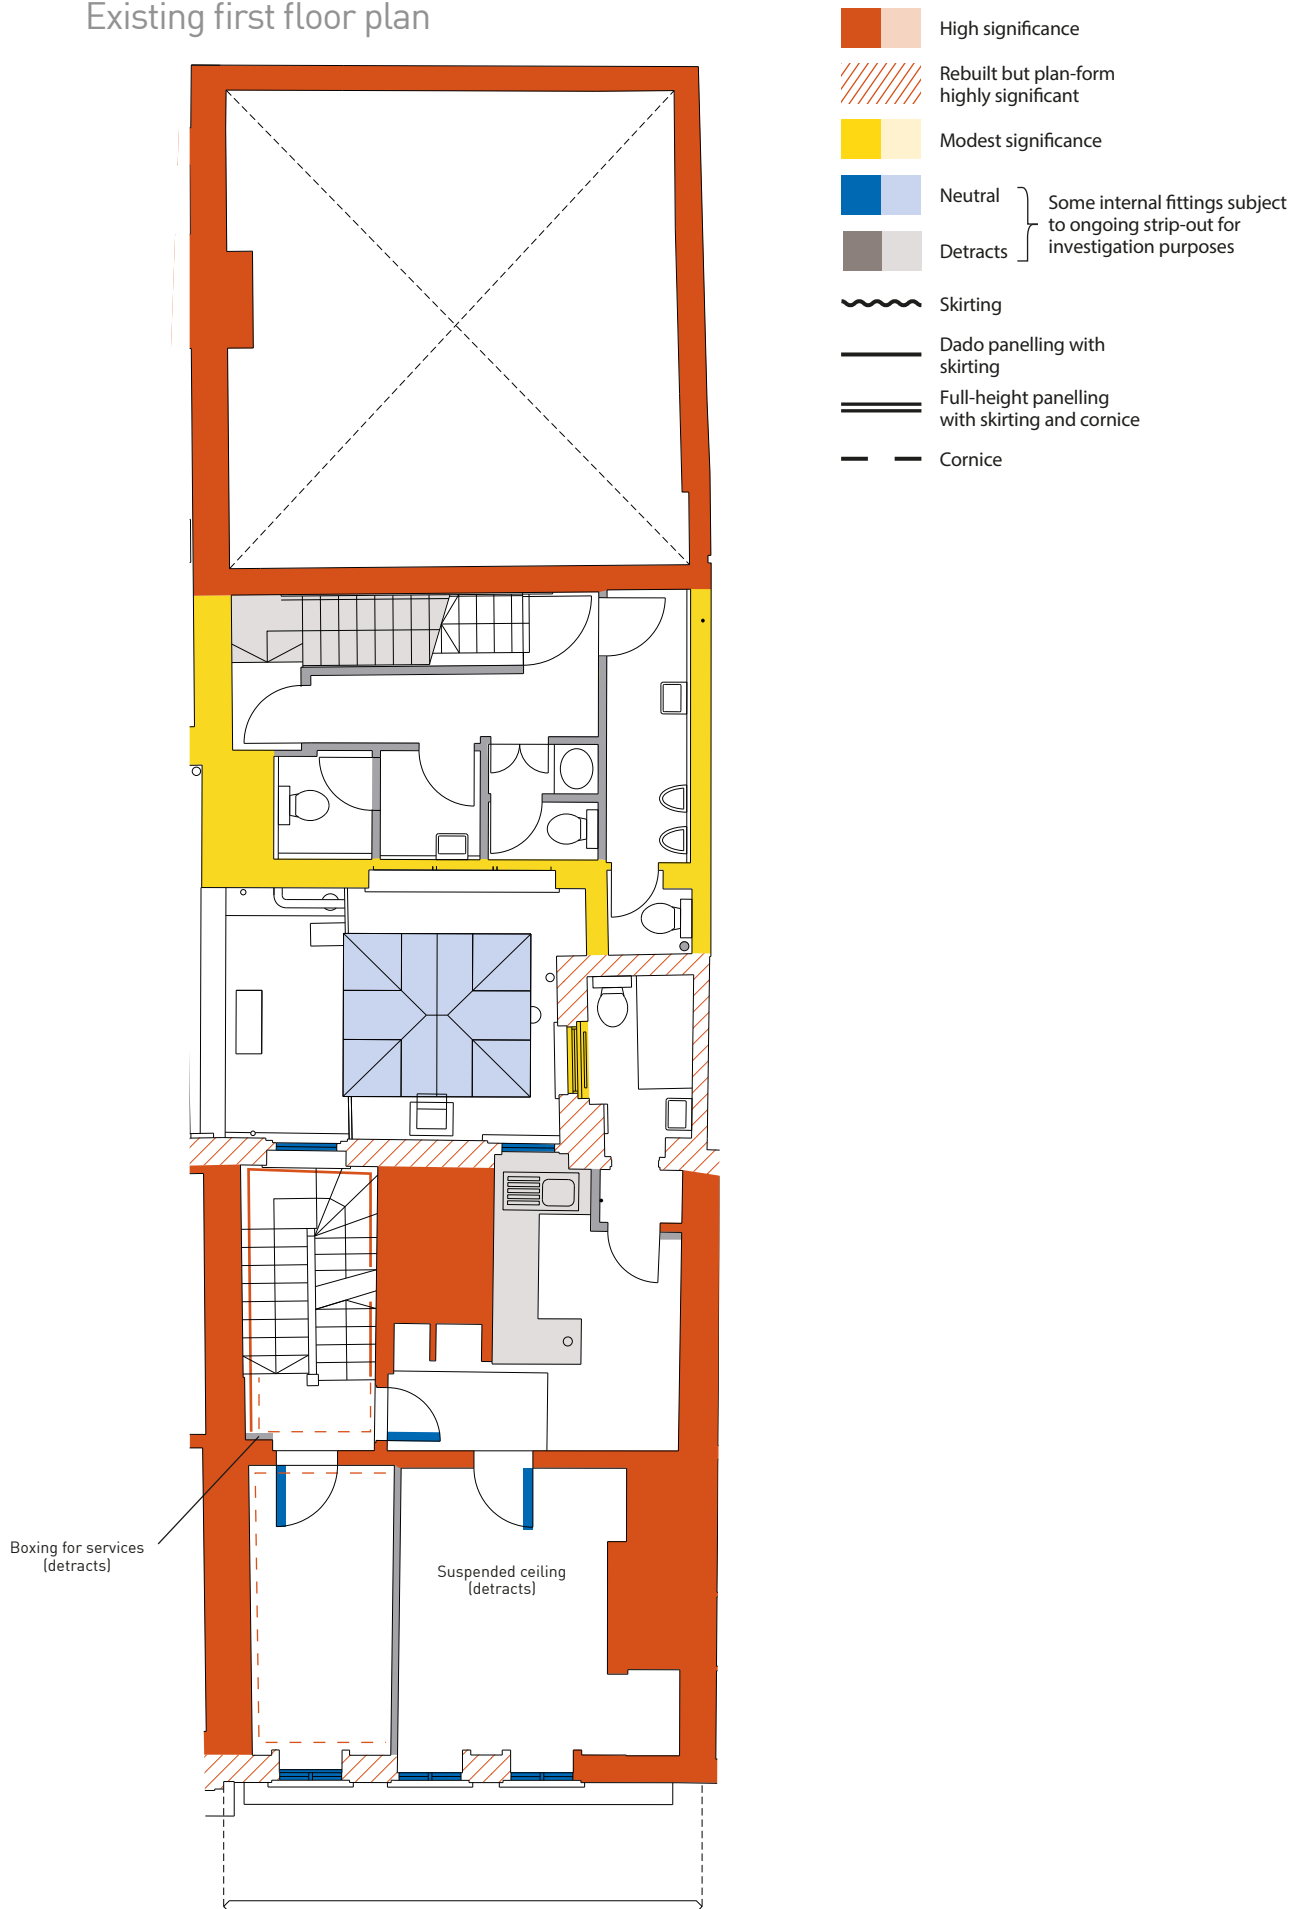 Existing first floor plan
High significance
Rebuilt but plan-form
highly significant
Modest significance
Neutral
Detracts
Some internal fittings subject
to ongoing strip-out for
investigation purposes
Skirting
Dado panelling with
skirting
Full-height panelling
with skirting and cornice
Cornice
Boxing for services
(detracts)
Suspended ceiling
(detracts)